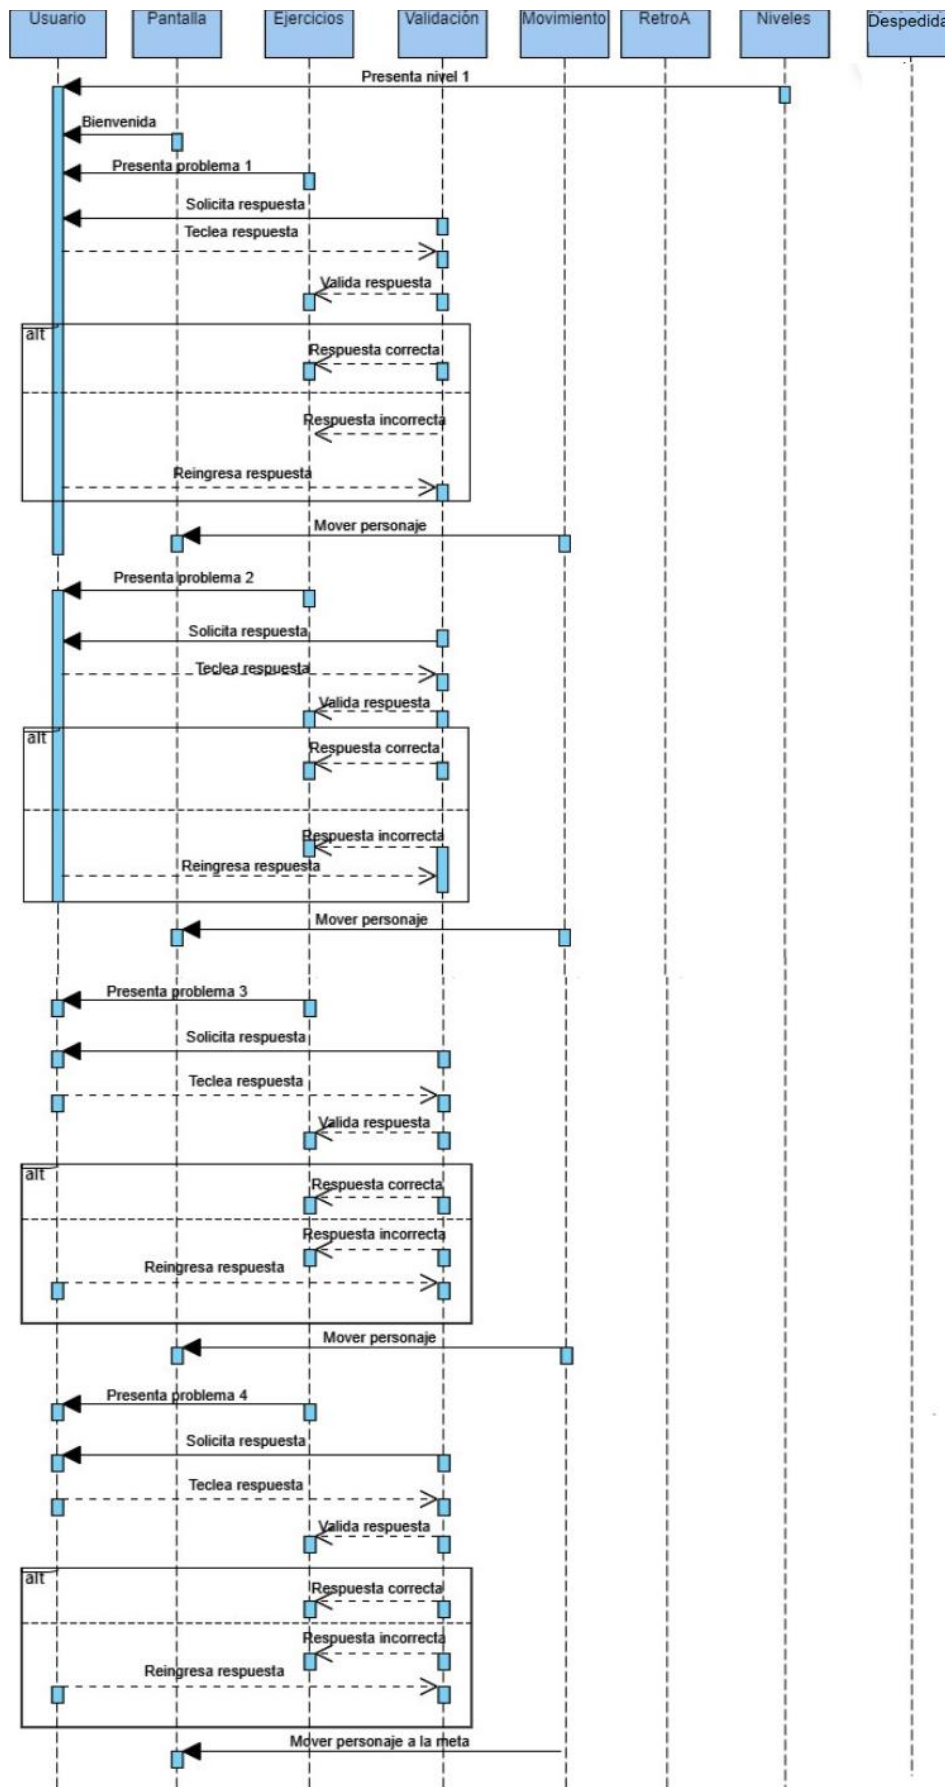 Usuario
Pantalla
Ejercicios
Validación
Movimiento
RetroA
Niveles
Despedida
Presenta nivel 1
Bienvenida
Presenta problema 1
Solicita respuesta
Teclea respuesta
Valida respuesta
alt
Respuesta correcta
Respuesta incorrecta
Reingresa respuesta
Mover personaje
Presenta problema 2
Solicita respuesta
Teclea respuesta
Valida respuesta
alt
Respuesta correcta
Respuesta incorrecta
Reingresa respuesta
Mover personaje
Presenta problema 3
Solicita respuesta
Teclea respuesta
Valida respuesta
alt
Respuesta correcta
Respuesta incorrecta
Reingresa respuesta
Mover personaje
Presenta problema 4
Solicita respuesta
Teclea respuesta
Valida respuesta
alt
Respuesta correcta
Respuesta incorrecta
Reingresa respuesta
Mover personaje a la meta